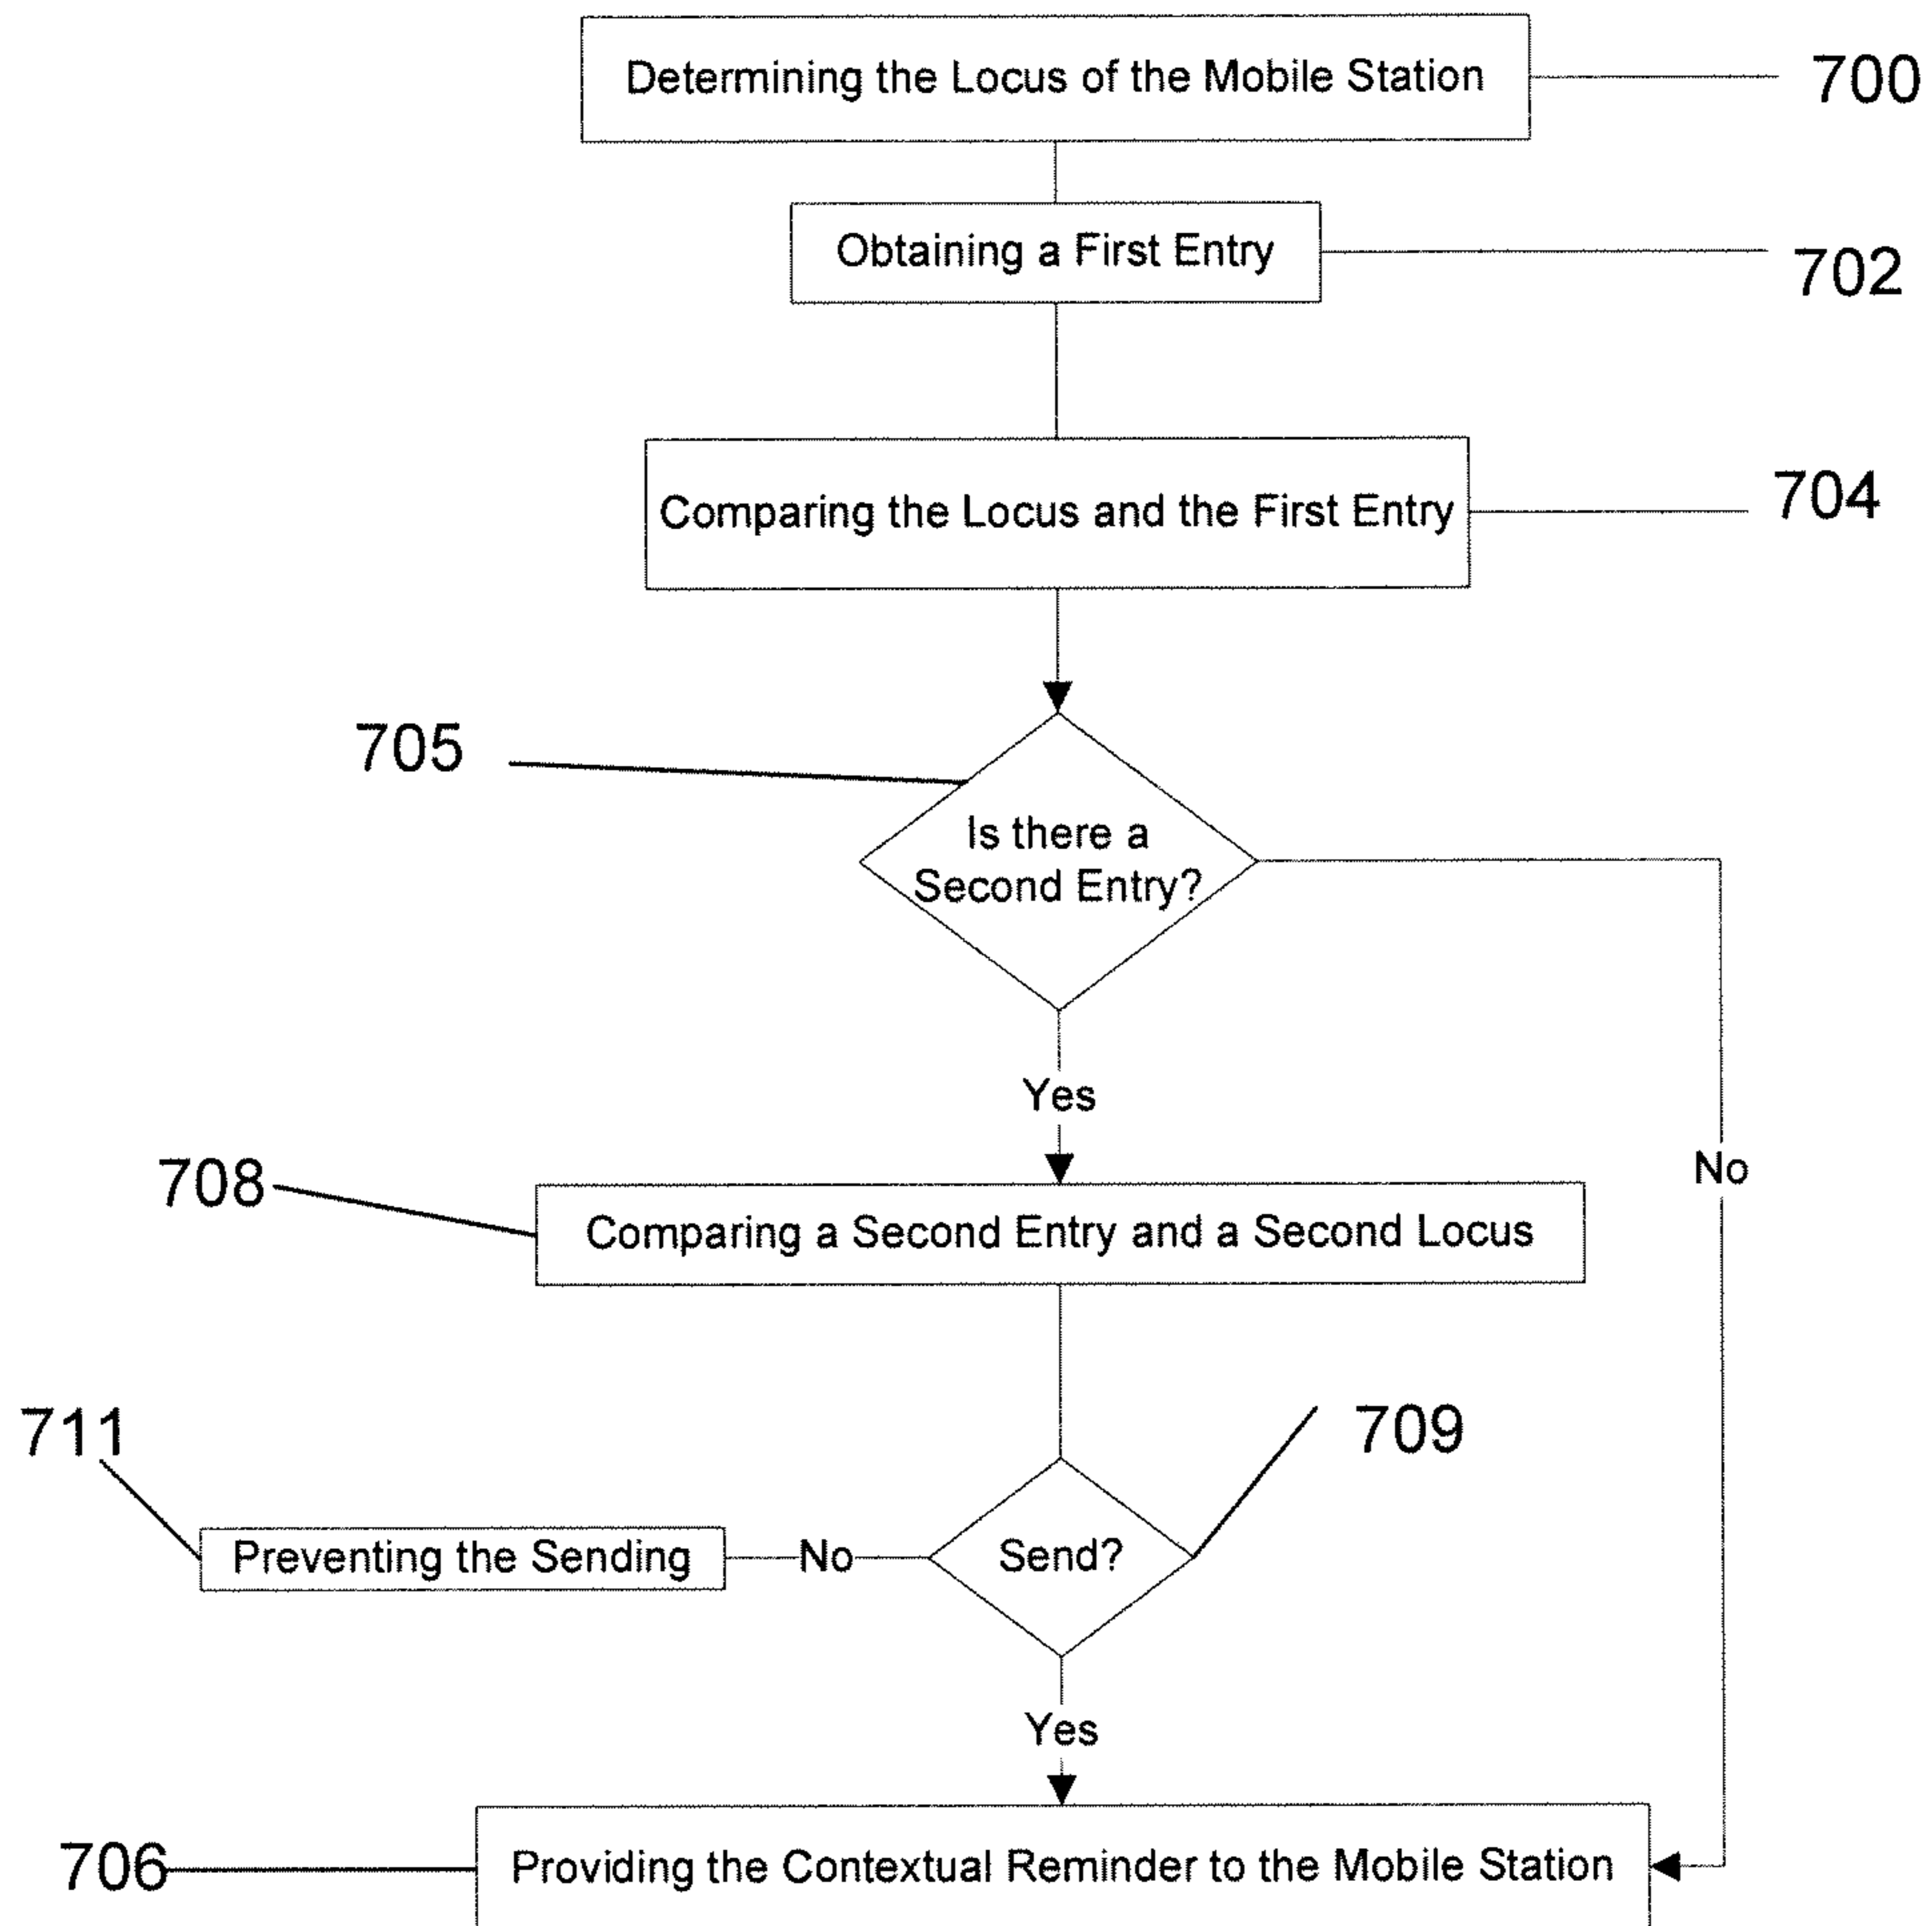 Determining the Locus of the Mobile Station
700
Obtaining a First Entry
702
Comparing the Locus and the First Entry
704
705
Is there a
Second Entry?
Yes
No
708
Comparing a Second Entry and a Second Locus
711
709
Preventing the Sending
No
Send?
Yes
706
Providing the Contextual Reminder to the Mobile Station